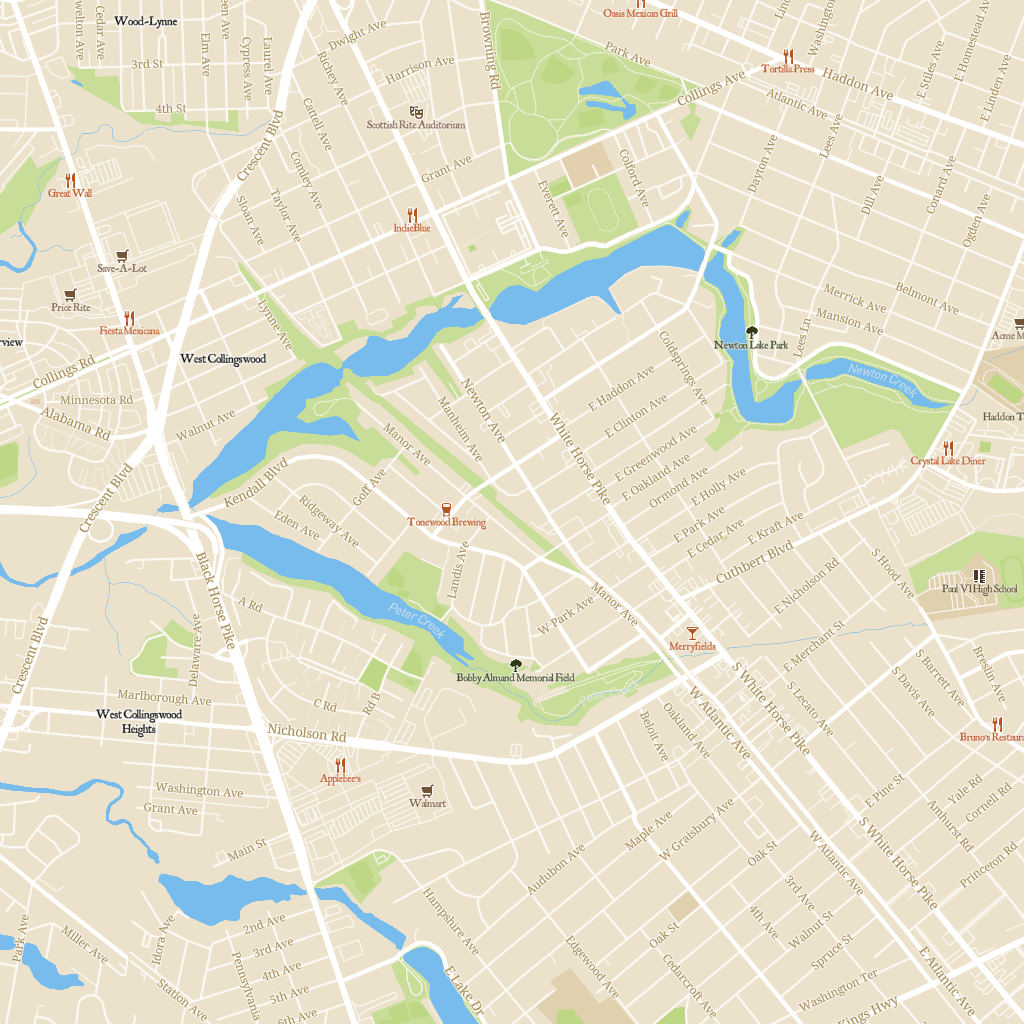 Wood-Lynne
Oasis Mexican Grill
Cedar Ave
Elm Ave
Cypress Ave
Laurel Ave
Dwight Ave
Richey Ave
Browning Rd
Park Ave
Tortilla Press
Haddon Ave
E Stiles Ave
E Homestead Ave
E Linden Ave
3rd St
Harrison Ave
Collings Ave
Atlantic Ave
4th St
Crescent Blvd
Cattell Ave
Scottish Rite Auditorium
Lees Ave
Dayton Ave
Great Wall
Comley Ave
Grant Ave
Colford Ave
Dill Ave
Conard Ave
Sloan Ave
Taylor Ave
IndieBlue
Everett Ave
Ogden Ave
Save-A-Lot
Price Rite
Fiesta Mexicana
Lynne Ave
Merrick Ave
Belmont Ave
Mansion Ave
Newton Lake Park
Lees Ln
West Collingswood
Collings Rd
Coldsprings Ave
Newton Creek
Minnesota Rd
Alabama Rd
Walnut Ave
Newton Ave
Manheim Ave
Manor Ave
E Haddon Ave
E Clinton Ave
White Horse Pike
Crystal Lake Diner
Kendall Blvd
Goff Ave
E Greenwood Ave
E Oakland Ave
Ormond Ave
E Holly Ave
Crescent Blvd
Ridgeway Ave
Eden Ave
Tonewood Brewing
E Park Ave
E Cedar Ave
E Kraft Ave
Black Horse Pike
Landis Ave
Cuthbert Blvd
E Nicholson Rd
S Hood Ave
Paul VI High School
A Rd
Peter Creek
Manor Ave
W Park Ave
Delaware Ave
Merryfields
E Merchant St
Crescent Blvd
Bobby Almand Memorial Field
Peter Creek
S White Horse Pike
S Barrett Ave
Breslin Ave
S Davis Ave
Marlborough Ave
C Rd
Rd B
W Atlantic Ave
S Lecato Ave
West Collingswood
Heights
Nicholson Rd
Beloit Ave
Oakland Ave
Applebee's
Walmart
Washington Ave
Grant Ave
E Pine St
Yale Rd
Cornell Rd
Amhurst Rd
Maple Ave
W Graisbury Ave
S White Horse Pike
Main St
Audubon Ave
Oak St
W Atlantic Ave
Princeton Rd
Hampshire Ave
3rd Ave
4th Ave
Walnut St
Spruce St
Park Ave
Miller Ave
Idora Ave
2nd Ave
3rd Ave
4th Ave
5th Ave
6th Ave
Pennsylvania
Station Ave
Oak St
Edgewood Ave
Cedarcroft Ave
E Lake Dr
Washington Ter
Kings Hwy
E Atlantic Ave